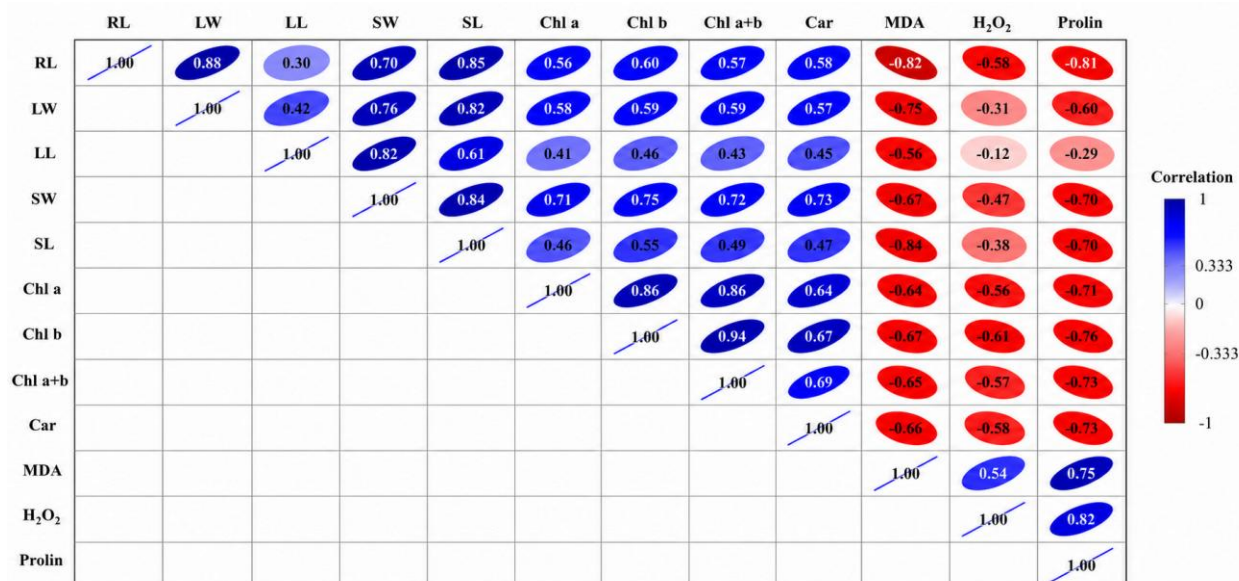 RL LW LL SW SL Chl a Chl b Chl a+b Car MDA H₂O₂ Prolin
RL 1.00 0.88 0.30 0.70 0.85 0.56 0.60 0.57 0.58 -0.82 -0.58 -0.81
LW 1.00 0.42 0.76 0.82 0.58 0.59 0.59 0.57 -0.75 -0.31 -0.60
LL 1.00 0.82 0.61 0.41 0.46 0.43 0.45 -0.56 -0.12 -0.29
SW 1.00 0.84 0.71 0.75 0.72 0.73 -0.67 -0.47 -0.70
SL 1.00 0.46 0.55 0.49 0.47 -0.84 -0.38 -0.70
Chl a 1.00 0.86 0.86 0.64 -0.64 -0.56 -0.71
Chl b 1.00 0.94 0.67 -0.67 -0.61 -0.76
Chl a+b 1.00 0.69 -0.65 -0.57 -0.73
Car 1.00 -0.66 -0.58 -0.73
MDA 1.00 0.54 0.75
H₂O₂ 1.00 0.82
Prolin 1.00
Correlation
1
0.333
0
-0.333
-1